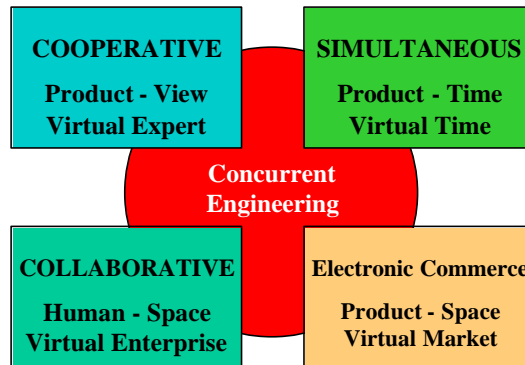 COOPERATIVE
Product - View
Virtual Expert
SIMULTANEOUS
Product - Time
Virtual Time
Concurrent
Engineering
COLLABORATIVE
Human - Space
Virtual Enterprise
Electronic Commerce
Product - Space
Virtual Market